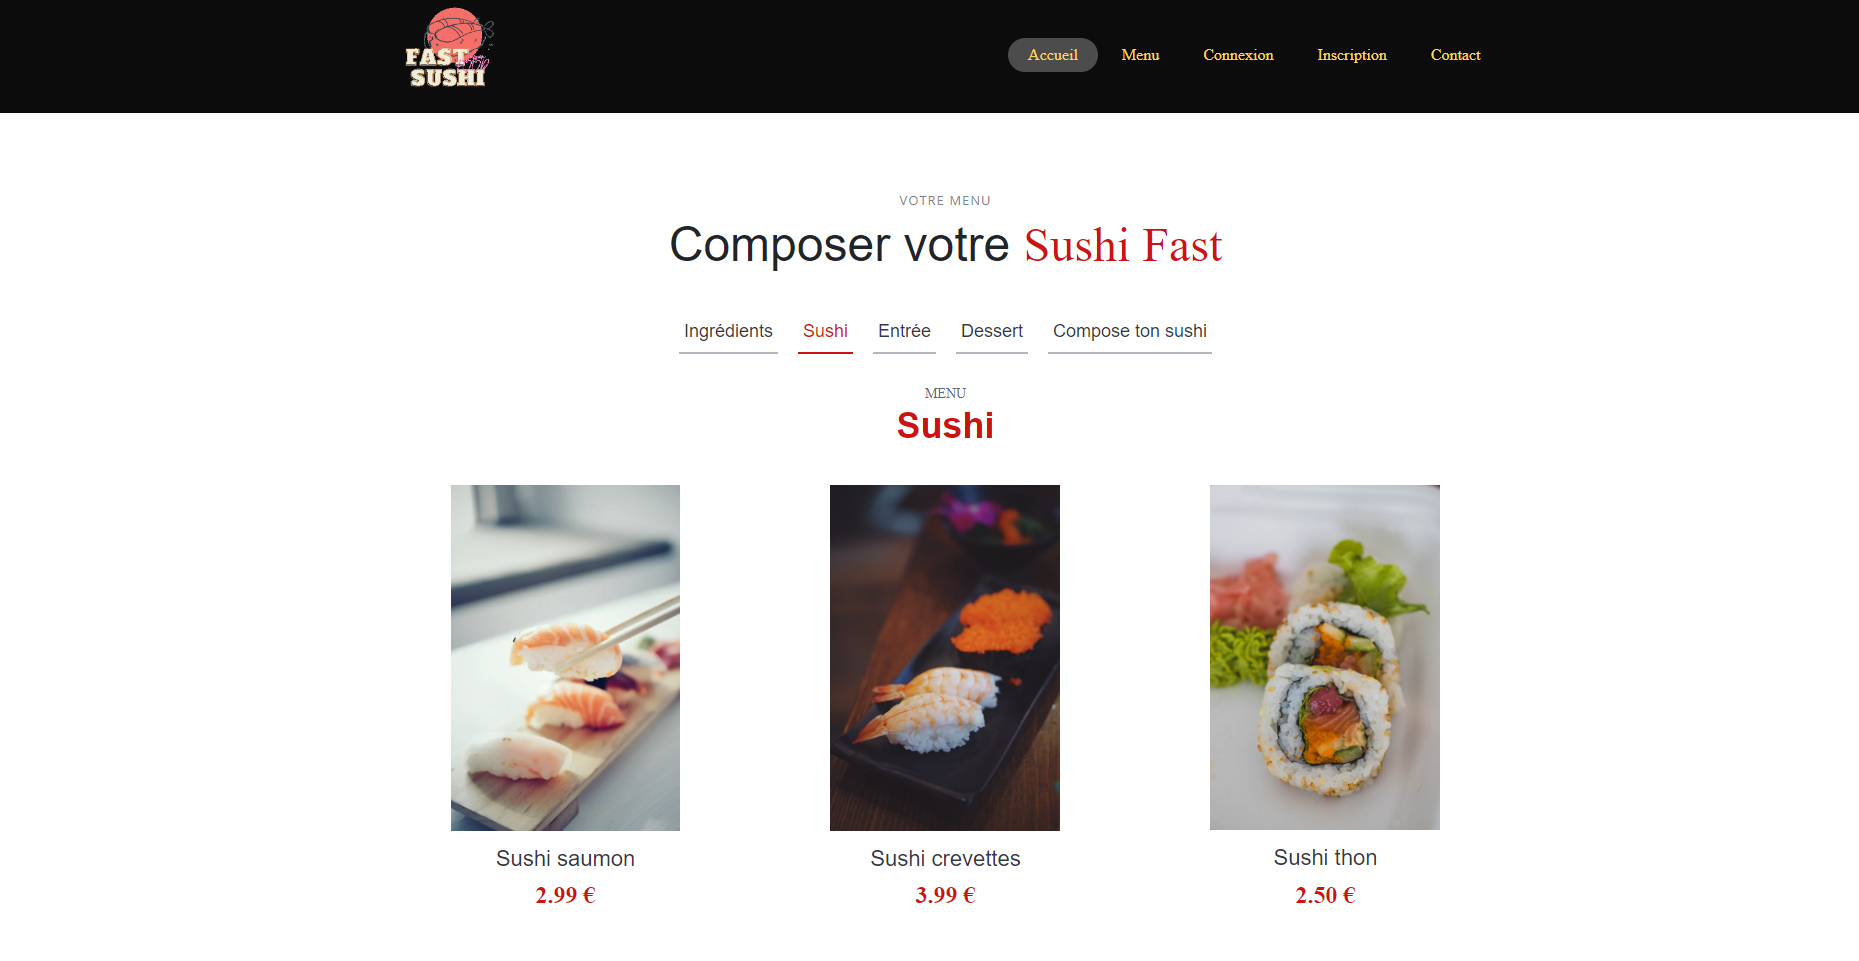 FAST
SUSHI
Accueil
Menu
Connexion
Inscription
Contact
VOTRE MENU
Composer votre Sushi Fast
Ingrédients
Sushi
Entrée
Dessert
Compose ton sushi
MENU
Sushi
Sushi saumon
2.99 €
Sushi crevettes
3.99 €
Sushi thon
2.50 €